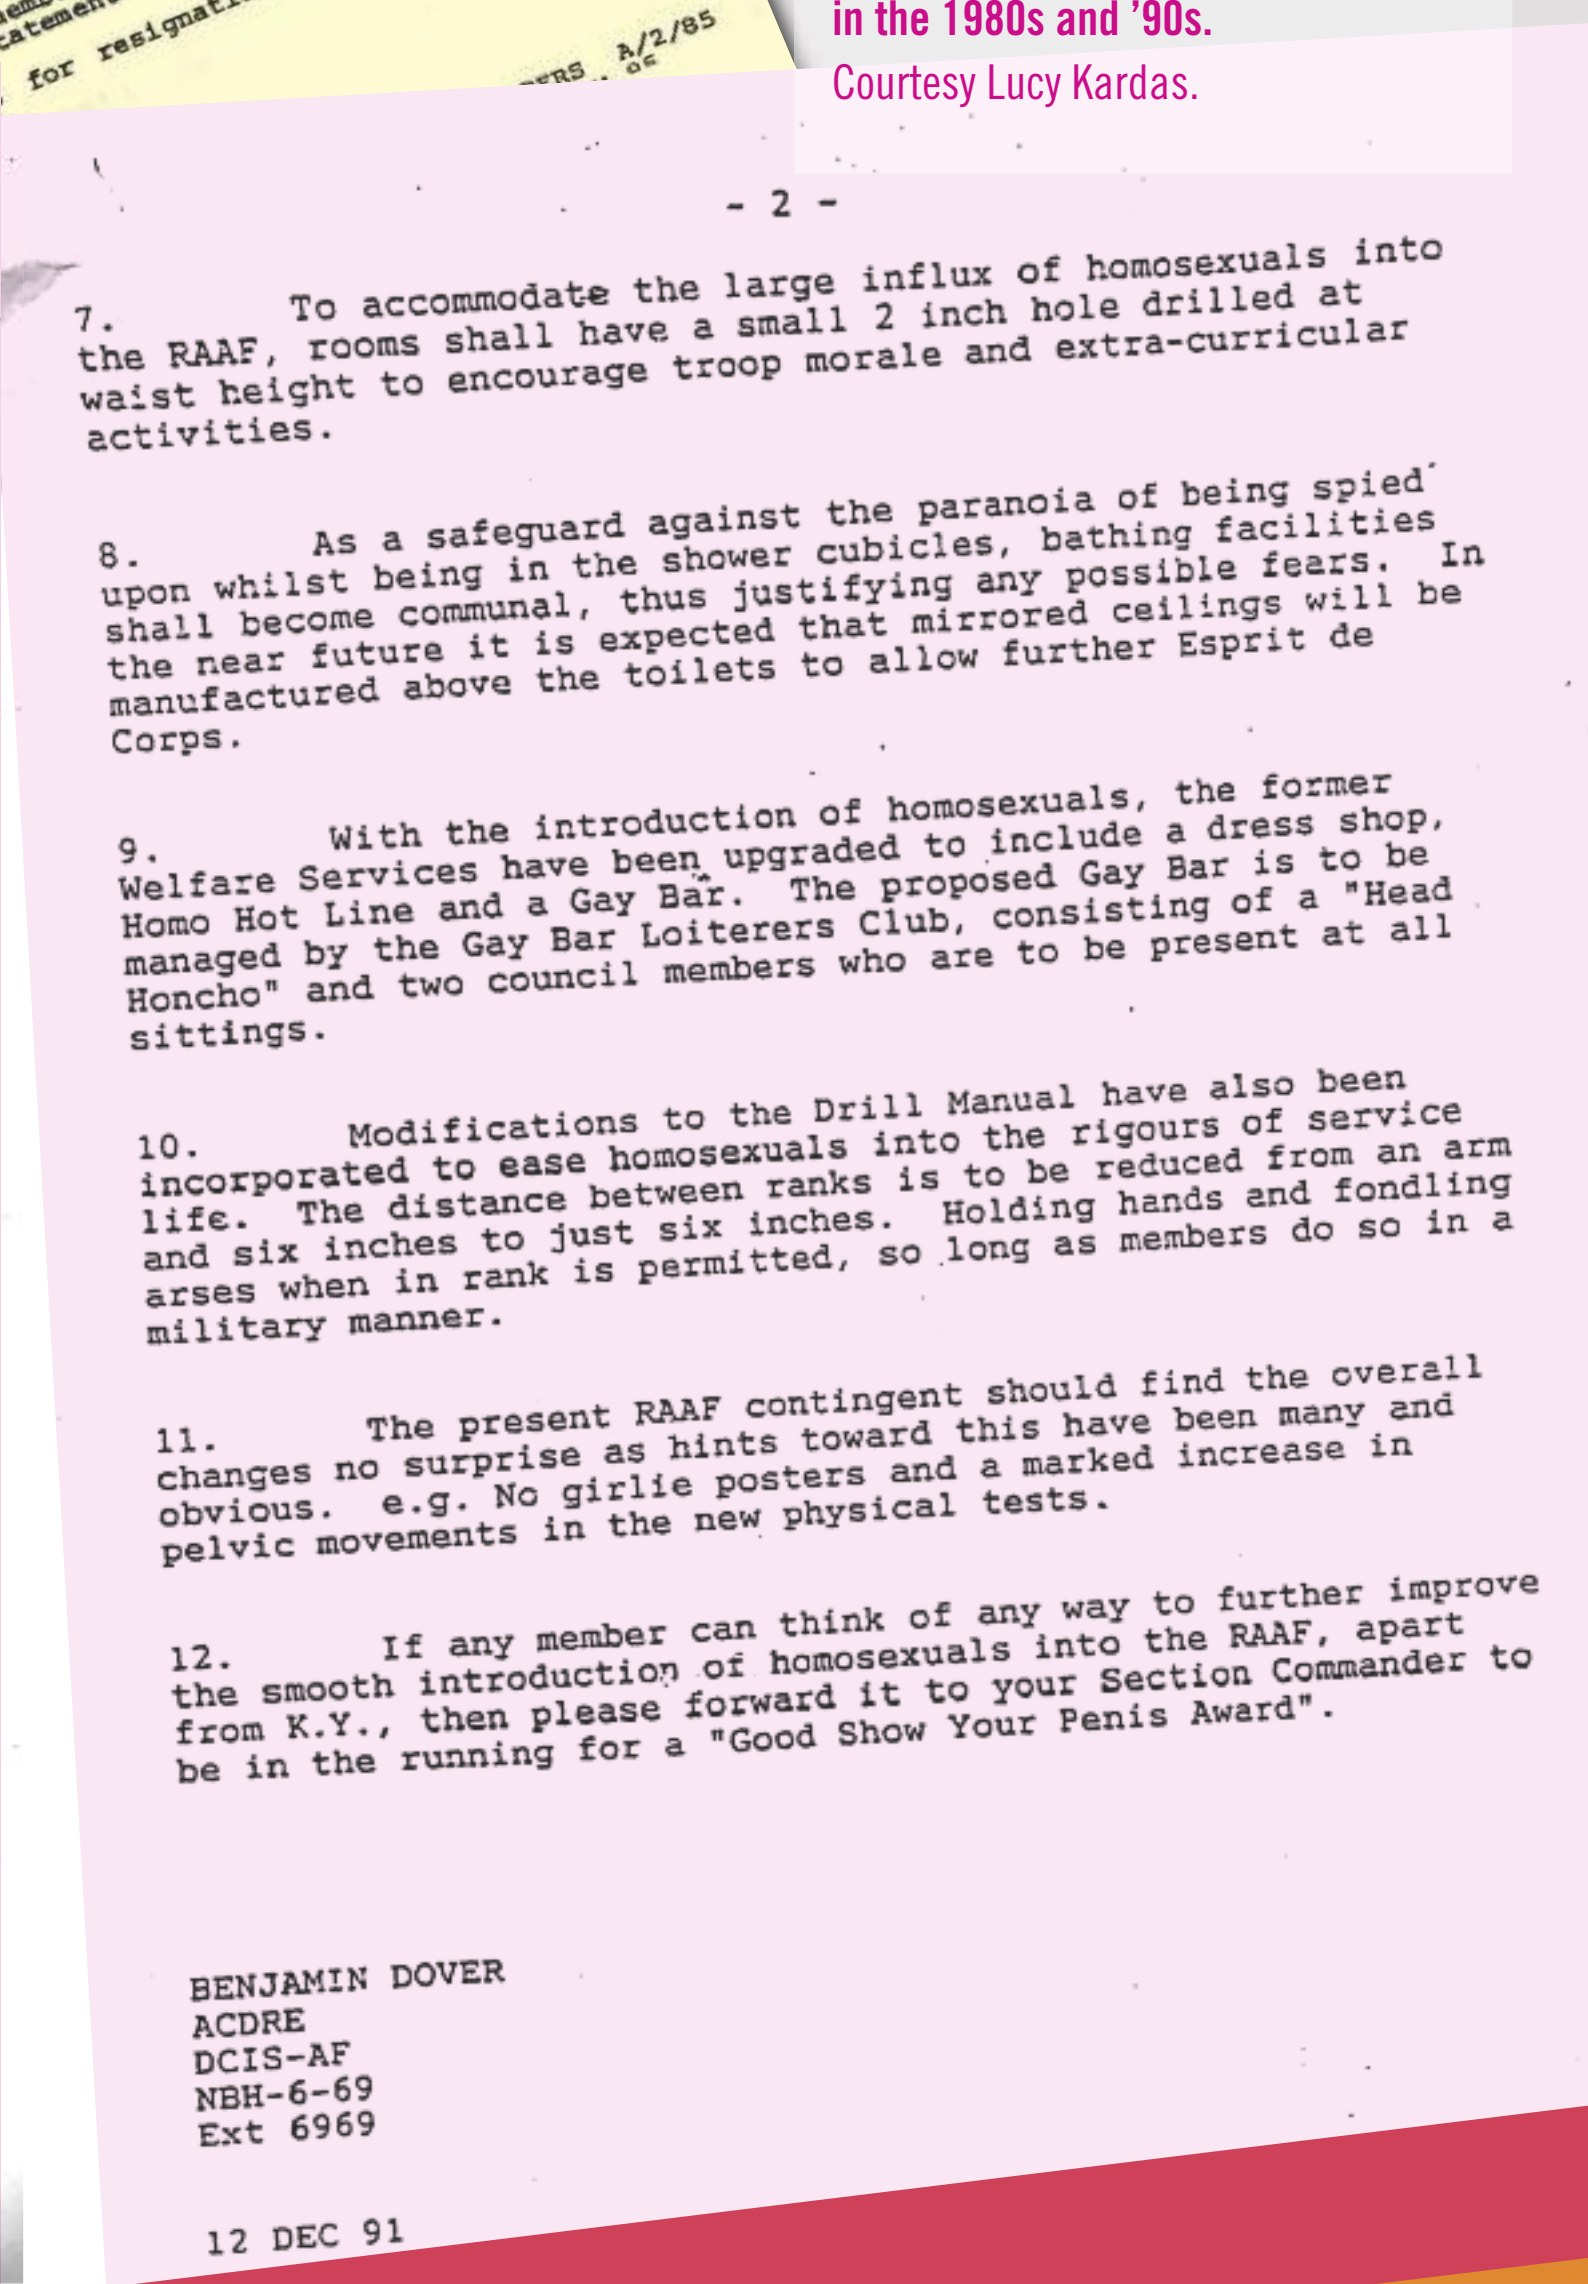 for resignati
A/2/85
in the 1980s and ’90s.
Courtesy Lucy Kardas.
- 2 -
7. To accommodate the large influx of homosexuals into
the RAAF, rooms shall have a small 2 inch hole drilled at
waist height to encourage troop morale and extra-curricular
activities.
8. As a safeguard against the paranoia of being spied
upon whilst being in the shower cubicles, bathing facilities
shall become communal, thus justifying any possible fears. In
the near future it is expected that mirrored ceilings will be
manufactured above the toilets to allow further Esprit de
Corps.
9. With the introduction of homosexuals, the former
Welfare Services have been upgraded to include a dress shop,
Homo Hot Line and a Gay Bar. The proposed Gay Bar is to be
managed by the Gay Bar Loiterers Club, consisting of a "Head
Honcho" and two council members who are to be present at all
sittings.
10. Modifications to the Drill Manual have also been
incorporated to ease homosexuals into the rigours of service
life. The distance between ranks is to be reduced from an arm
and six inches to just six inches. Holding hands and fondling
arses when in rank is permitted, so long as members do so in a
military manner.
11. The present RAAF contingent should find the overall
changes no surprise as hints toward this have been many and
obvious. e.g. No girlie posters and a marked increase in
pelvic movements in the new physical tests.
12. If any member can think of any way to further improve
the smooth introduction of homosexuals into the RAAF, apart
from K.Y., then please forward it to your Section Commander to
be in the running for a "Good Show Your Penis Award".
BENJAMIN DOVER
ACDRE
DCIS-AF
NBH-6-69
Ext 6969
12 DEC 91